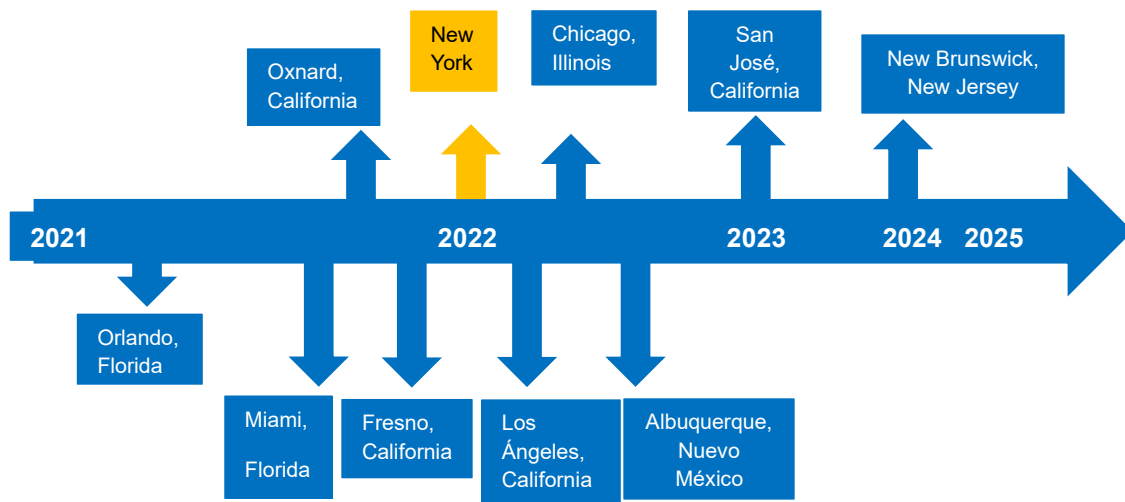 New
York
Chicago,
Illinois
San
José,
California
New Brunswick,
New Jersey
Oxnard,
California
2021
2022
2023
2024
2025
Orlando,
Florida
Miami,
Florida
Fresno,
California
Los
Ángeles,
California
Albuquerque,
Nuevo
México